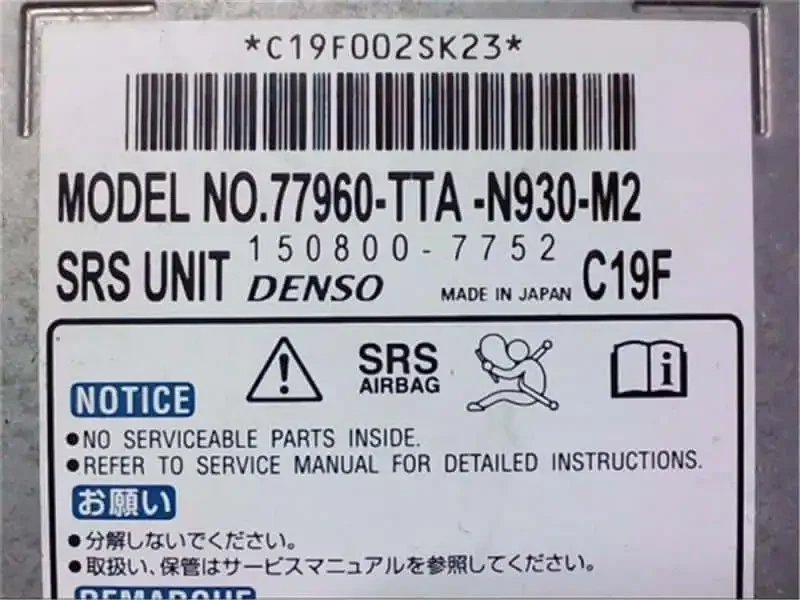 *C19F002SK23*
MODEL NO.77960-TTA -N930-M2
150800-7752
SRS UNIT DENSO MADE IN JAPAN C19F
SRS
AIRBAG
i
NOTICE
●NO SERVICEABLE PARTS INSIDE.
●REFER TO SERVICE MANUAL FOR DETAILED INSTRUCTIONS.
お願い
●分解しないでください。
●取扱い、保管はサービスマニュアルを参照してください。
REMARQUE